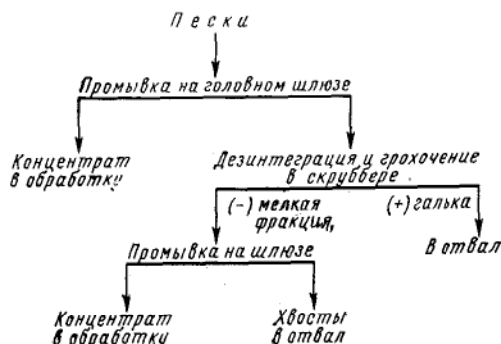 Пески
Промывка на головном шлюзе
Концентрат
в обработку
Дезинтеграция и грохочение
в скруббере
(-) мелкая
фракция,
(+) галька
Промывка на шлюзе
В отвал
Концентрат
в обработку
Хвосты
в отвал